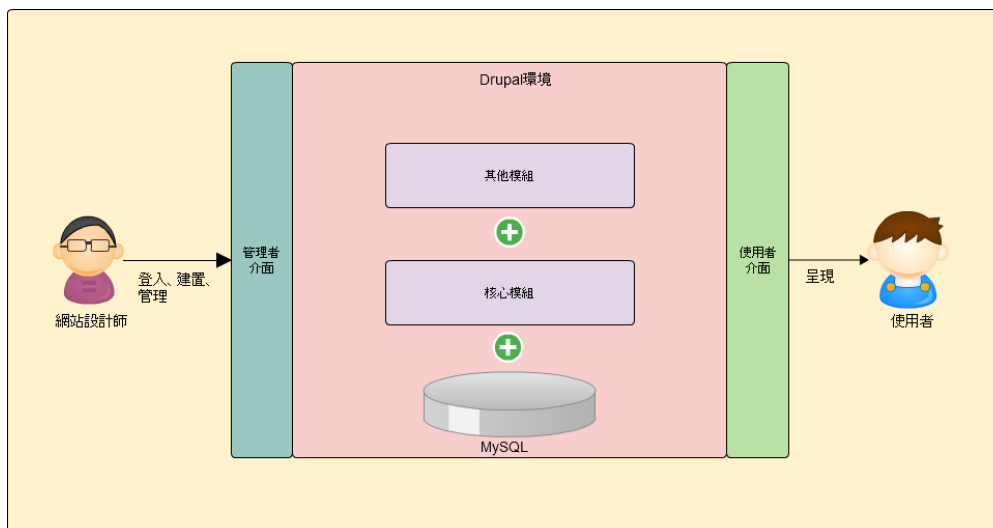 Drupal環境
其他模組
管理者
介面
使用者
介面
登入、建置、
管理
呈現
核心模組
網站設計師
使用者
MySQL